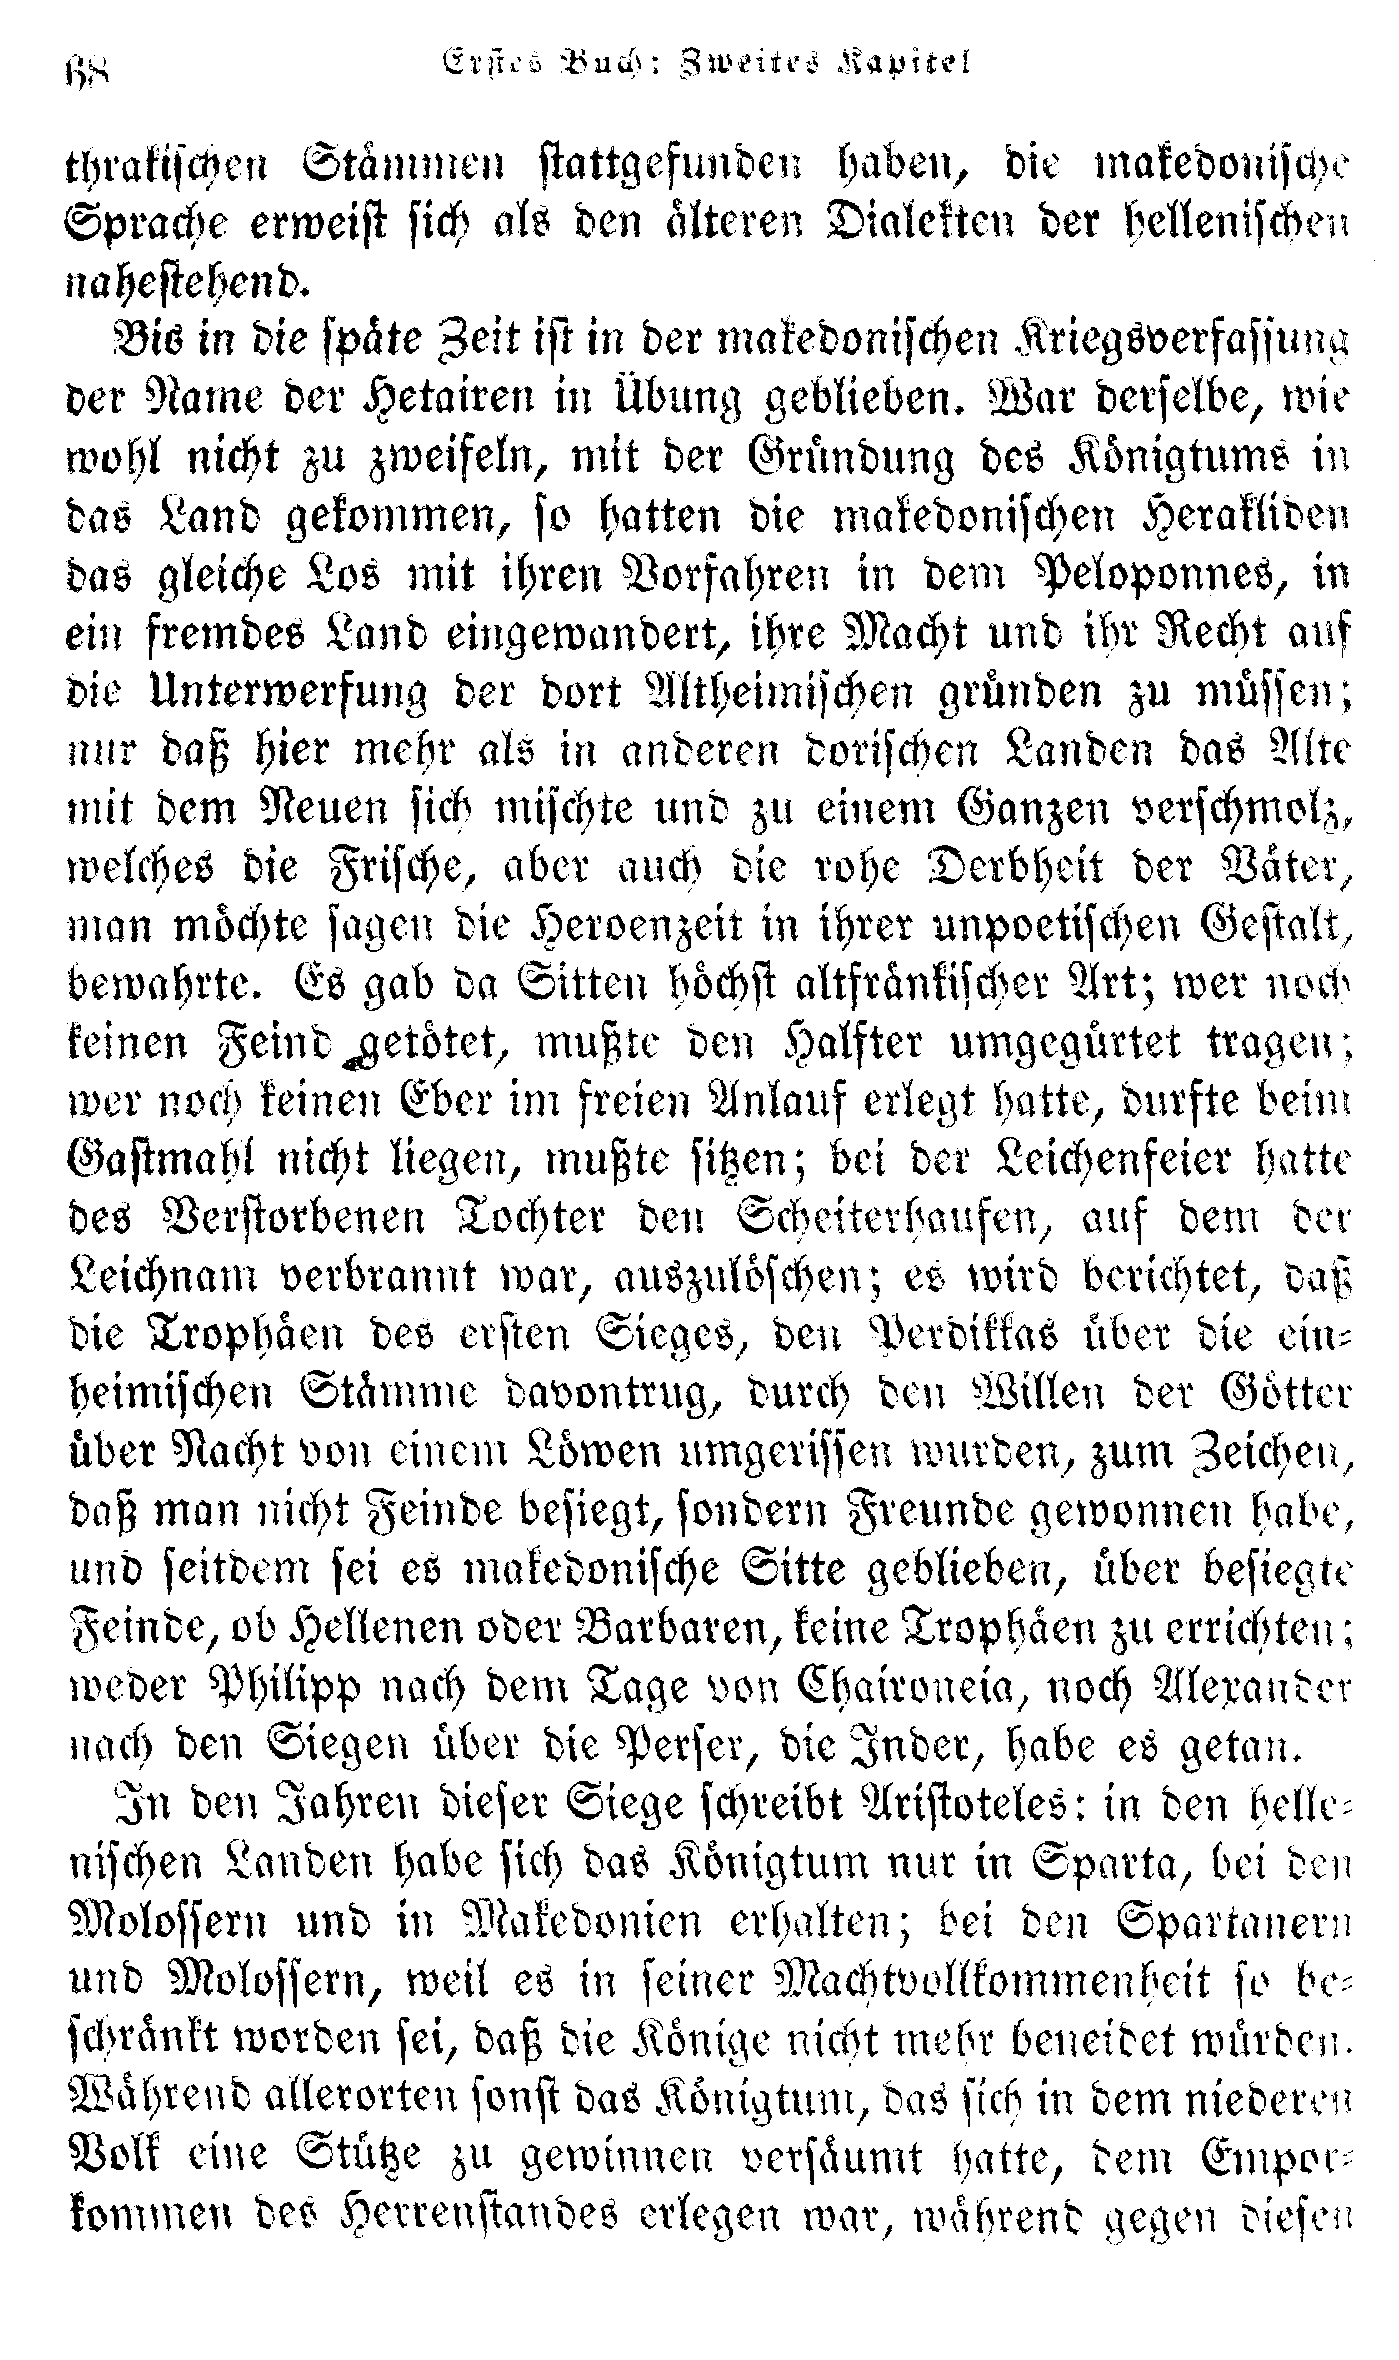 68
Erstes Buch: Zweites Kapitel
thrakischen Stämmen stattgefunden haben, die makedonische
Sprache erweist sich als den älteren Dialekten der hellenischen
nahestehend.
Bis in die späte Zeit ist in der makedonischen Kriegsverfassung
der Name der Hetairen in Übung geblieben. War derselbe, wie
wohl nicht zu zweifeln, mit der Gründung des Königtums in
das Land gekommen, so hatten die makedonischen Herakliden
das gleiche Los mit ihren Vorfahren in dem Peloponnes, in
ein fremdes Land eingewandert, ihre Macht und ihr Recht auf
die Unterwerfung der dort Altheimischen gründen zu müssen;
nur daß hier mehr als in anderen dorischen Landen das Alte
mit dem Neuen sich mischte und zu einem Ganzen verschmolz,
welches die Frische, aber auch die rohe Derbheit der Väter,
man möchte sagen die Heroenzeit in ihrer unpoetischen Gestalt,
bewahrte. Es gab da Sitten höchst altfränkischer Art; wer noch
keinen Feind getötet, mußte den Halfter umgegürtet tragen;
wer noch keinen Eber im freien Anlauf erlegt hatte, durfte beim
Gastmahl nicht liegen, mußte sitzen; bei der Leichenfeier hatte
des Verstorbenen Tochter den Scheiterhaufen, auf dem der
Leichnam verbrannt war, auszulöschen; es wird berichtet, daß
die Trophäen des ersten Sieges, den Perdikkas über die ein-
heimischen Stämme davontrug, durch den Willen der Götter
über Nacht von einem Löwen umgerissen wurden, zum Zeichen,
daß man nicht Feinde besiegt, sondern Freunde gewonnen habe,
und seitdem sei es makedonische Sitte geblieben, über besiegte
Feinde, ob Hellenen oder Barbaren, keine Trophäen zu errichten;
weder Philipp nach dem Tage von Chaironeia, noch Alexander
nach den Siegen über die Perser, die Inder, habe es getan.
In den Jahren dieser Siege schreibt Aristoteles: in den helle-
nischen Landen habe sich das Königtum nur in Sparta, bei den
Molossern und in Makedonien erhalten; bei den Spartanern
und Molossern, weil es in seiner Machtvollkommenheit so be-
schränkt worden sei, daß die Könige nicht mehr beneidet würden.
Während allerorten sonst das Königtum, das sich in dem niederen
Volk eine Stütze zu gewinnen versäumt hatte, dem Empor-
kommen des Herrenstandes erlegen war, während gegen diesen